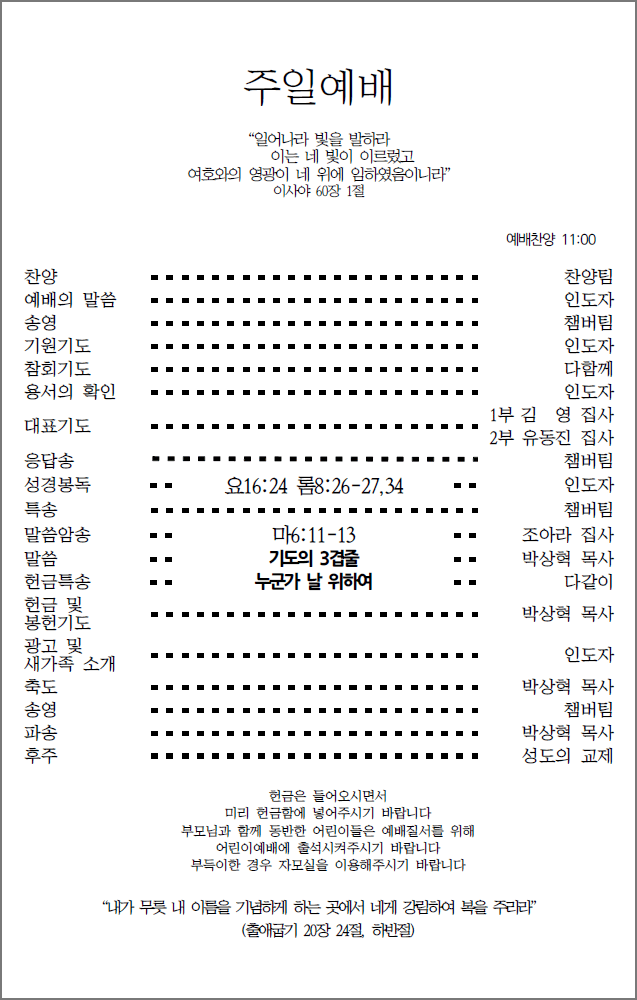 주일예배
“일어나라 빛을 발하라
이는 네 빛이 이르렀고
여호와의 영광이 네 위에 임하였음이니라”
이사야 60장 1절
예배찬양 11:00
찬양 찬양팀
예배의 말씀 인도자
송영 챔버팀
기원기도 인도자
참회기도 다함께
용서의 확인 인도자
대표기도 1부 김 영 집사
2부 유동진 집사
응답송 챔버팀
성경봉독 요16:24 롬8:26-27,34 인도자
특송 챔버팀
말씀암송 마6:11-13 조아라 집사
말씀 기도의 3겹줄 박상혁 목사
헌금특송 누군가 날 위하여 다같이
헌금 및
봉헌기도 박상혁 목사
광고 및
새가족 소개 인도자
축도 박상혁 목사
송영 챔버팀
파송 박상혁 목사
후주 성도의 교제
헌금은 들어오시면서
미리 헌금함에 넣어주시기 바랍니다
부모님과 함께 동반한 어린이들은 예배질서를 위해
어린이예배에 출석시켜주시기 바랍니다
부득이한 경우 자모실을 이용해주시기 바랍니다
“내가 무릇 내 이름을 기념하게 하는 곳에서 네게 강림하여 복을 주리라”
(출애굽기 20장 24절, 하반절)